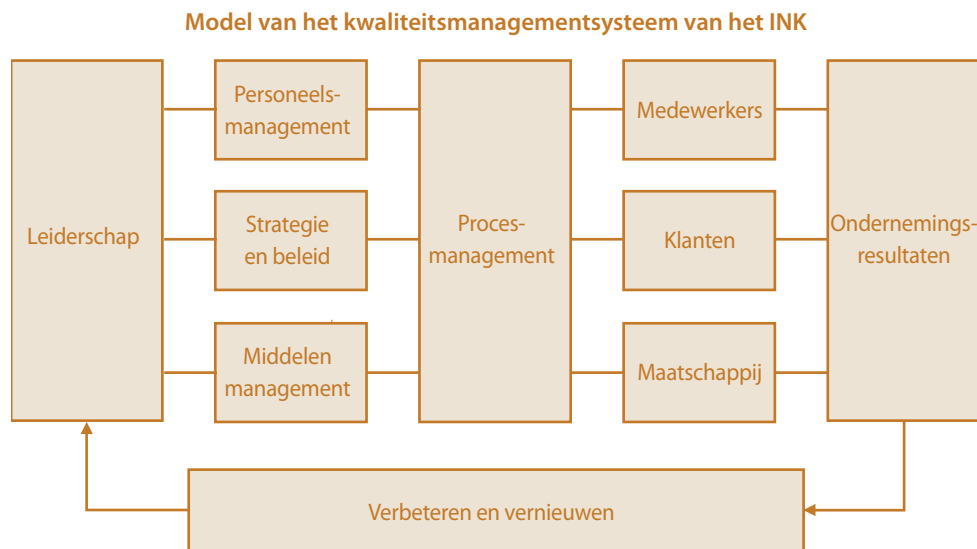 Model van het kwaliteitsmanagementsysteem van het INK
Leiderschap
Personeels-
management
Strategie
en beleid
Middelen
management
Proces-
management
Medewerkers
Klanten
Maatschappij
Ondernemings-
resultaten
Verbeteren en vernieuwen